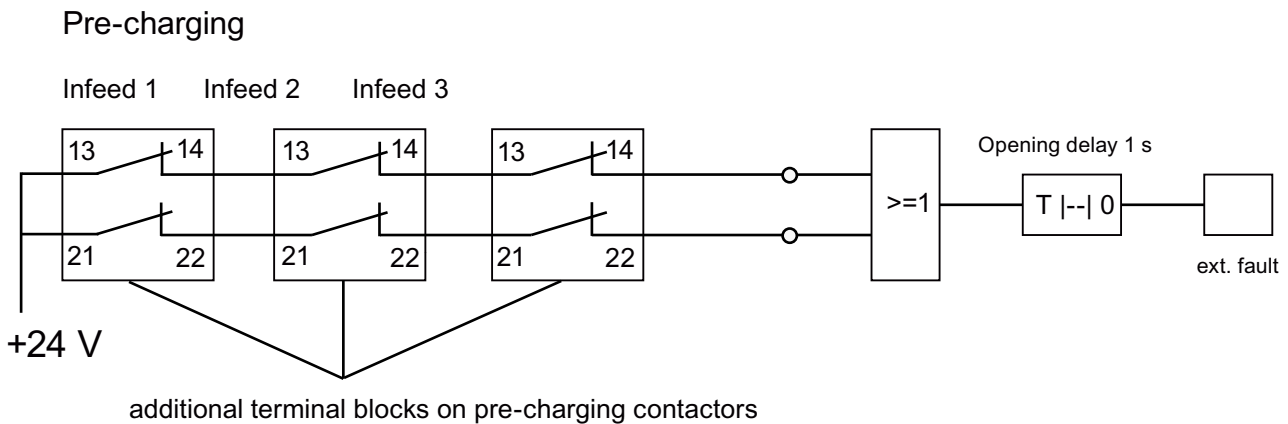 Pre-charging
Infeed 1 Infeed 2 Infeed 3
13 14 13 14 13 14
Opening delay 1 s
>=1 T |--| 0
21 22 21 22 21 22
ext. fault
+24 V
additional terminal blocks on pre-charging contactors